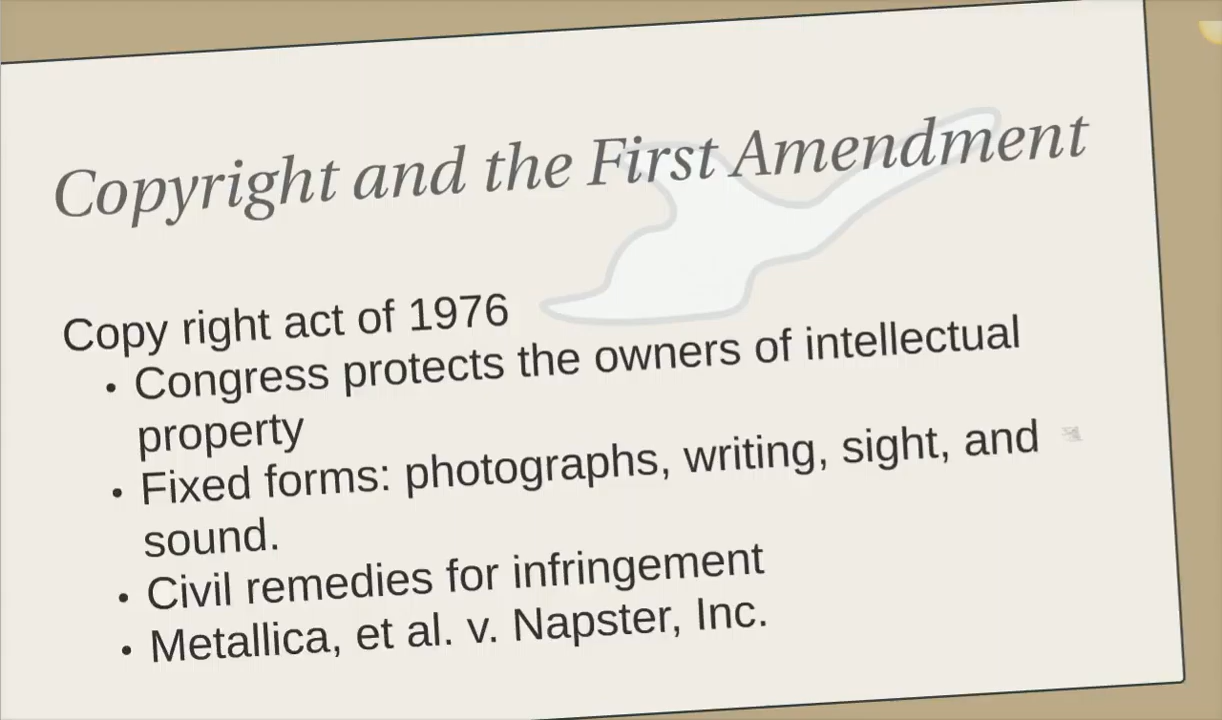 Copyright and the First Amendment
Copy right act of 1976
• Congress protects the owners of intellectual
property
• Fixed forms: photographs, writing, sight, and
sound.
• Civil remedies for infringement
• Metallica, et al. v. Napster, Inc.